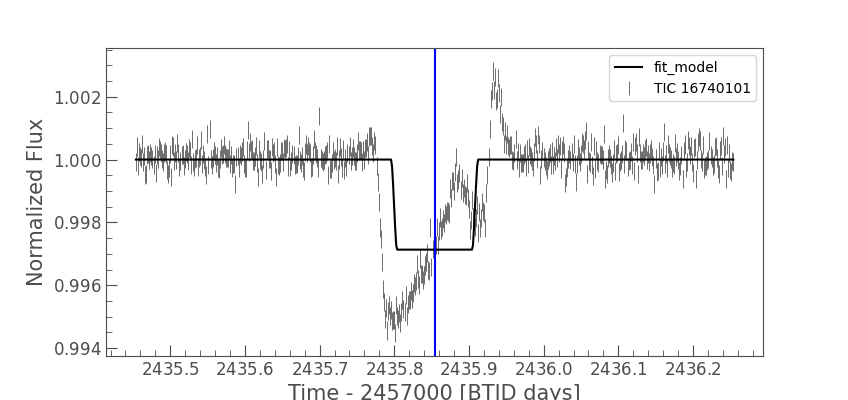 fit_model
TIC 16740101
1.002
1.000
0.998
0.996
0.994
Normalized Flux
2435.5 2435.6 2435.7 2435.8 2435.9 2436.0 2436.1 2436.2
Time - 2457000 [BTJD days]